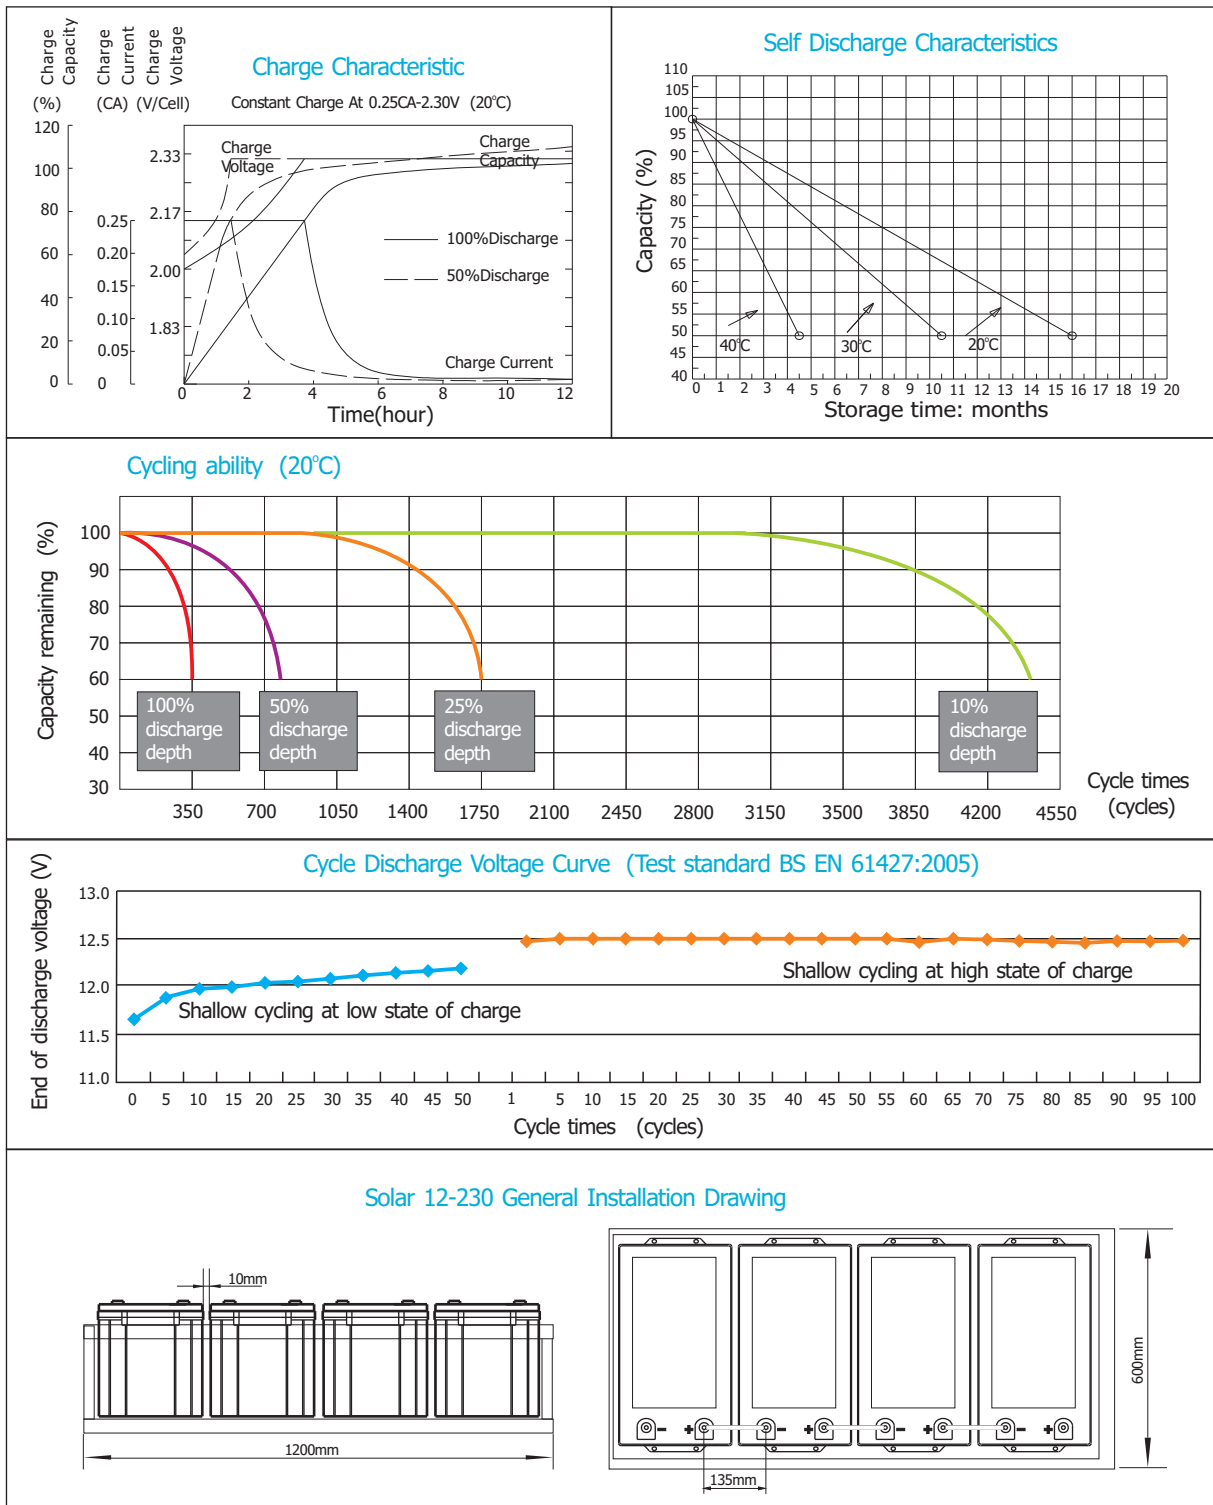 Charge
Capacity
Charge
Current
Charge
Voltage
(%)
(CA)
(V/Cell)
Charge Characteristic
Constant Charge At 0.25CA-2.30V (20°C)
120
100
80
60
40
20
0
0.25
0.20
0.15
0.10
0.05
0
2.33
2.17
2.00
1.83
Charge
Voltage
Charge
Capacity
100%Discharge
50%Discharge
Charge Current
0 2 4 6 8 10 12
Time(hour)
Self Discharge Characteristics
Capacity (%)
110
105
100
95
90
85
80
75
70
65
60
55
50
45
40
40°C
30°C
20°C
0 1 2 3 4 5 6 7 8 9 10 11 12 13 14 15 16 17 18 19 20
Storage time: months
Cycling ability (20°C)
Capacity remaining (%)
100
90
80
70
60
50
40
30
100%
discharge
depth
50%
discharge
depth
25%
discharge
depth
10%
discharge
depth
350 700 1050 1400 1750 2100 2450 2800 3150 3500 3850 4200 4550
Cycle times
(cycles)
Cycle Discharge Voltage Curve (Test standard BS EN 61427:2005)
End of discharge voltage (V)
13.0
12.5
12.0
11.5
11.0
Shallow cycling at low state of charge
Shallow cycling at high state of charge
0 5 10 15 20 25 30 35 40 45 50 1 5 10 15 20 25 30 35 40 45 50 55 60 65 70 75 80 85 90 95 100
Cycle times (cycles)
Solar 12-230 General Installation Drawing
10mm
1200mm
- + - + - + - +
135mm
600mm